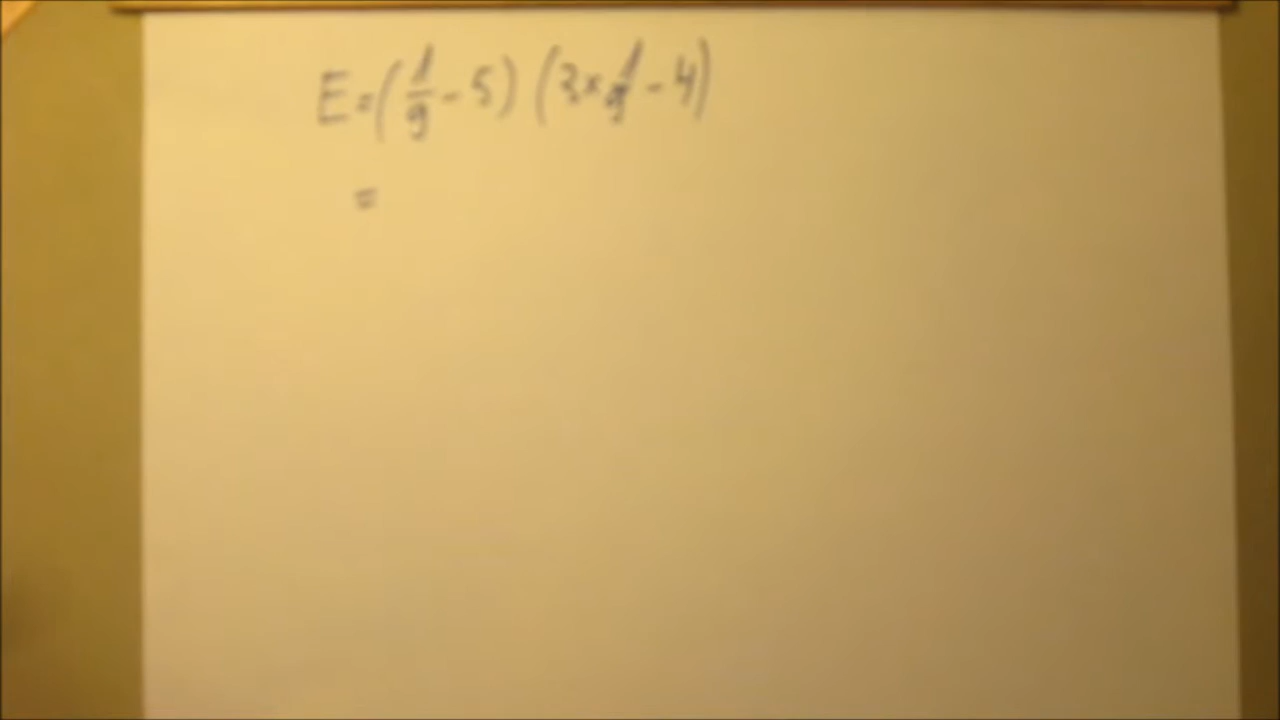 E = (1/9 - 5) (3 × 1/9 - 4)
=